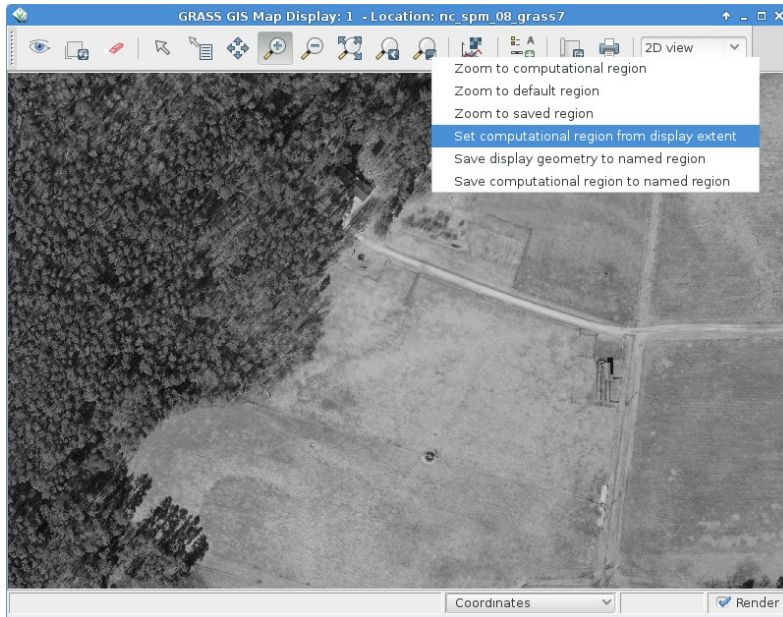 GRASS GIS Map Display: 1 - Location: nc_spm_08_grass7
2D view
Zoom to computational region
Zoom to default region
Zoom to saved region
Set computational region from display extent
Save display geometry to named region
Save computational region to named region
Coordinates
Render